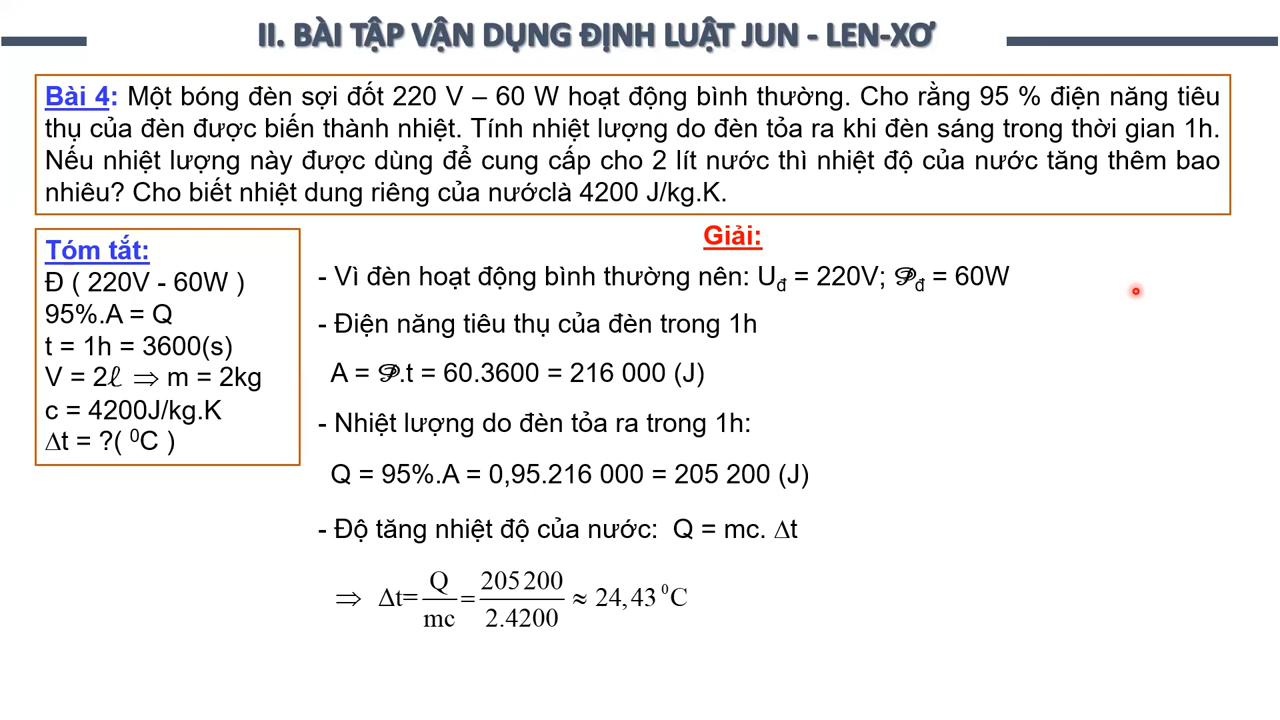 II. BÀI TẬP VẬN DỤNG ĐỊNH LUẬT JUN - LEN-XƠ
Bài 4: Một bóng đèn sợi đốt 220 V – 60 W hoạt động bình thường. Cho rằng 95 % điện năng tiêu
thụ của đèn được biến thành nhiệt. Tính nhiệt lượng do đèn tỏa ra khi đèn sáng trong thời gian 1h.
Nếu nhiệt lượng này được dùng để cung cấp cho 2 lít nước thì nhiệt độ của nước tăng thêm bao
nhiêu? Cho biết nhiệt dung riêng của nướclà 4200 J/kg.K.
Tóm tắt:
Đ ( 220V - 60W )
95%.A = Q
t = 1h = 3600(s)
V = 2ℓ ⇒ m = 2kg
c = 4200J/kg.K
∆t = ?( ⁰C )
Giải:
- Vì đèn hoạt động bình thường nên: Uđ = 220V; 𝒫đ = 60W
- Điện năng tiêu thụ của đèn trong 1h
A = 𝒫.t = 60.3600 = 216 000 (J)
- Nhiệt lượng do đèn tỏa ra trong 1h:
Q = 95%.A = 0,95.216 000 = 205 200 (J)
- Độ tăng nhiệt độ của nước: Q = mc. ∆t
⇒ ∆t= Q/mc = 205200/2.4200 ≈ 24,43 ⁰C